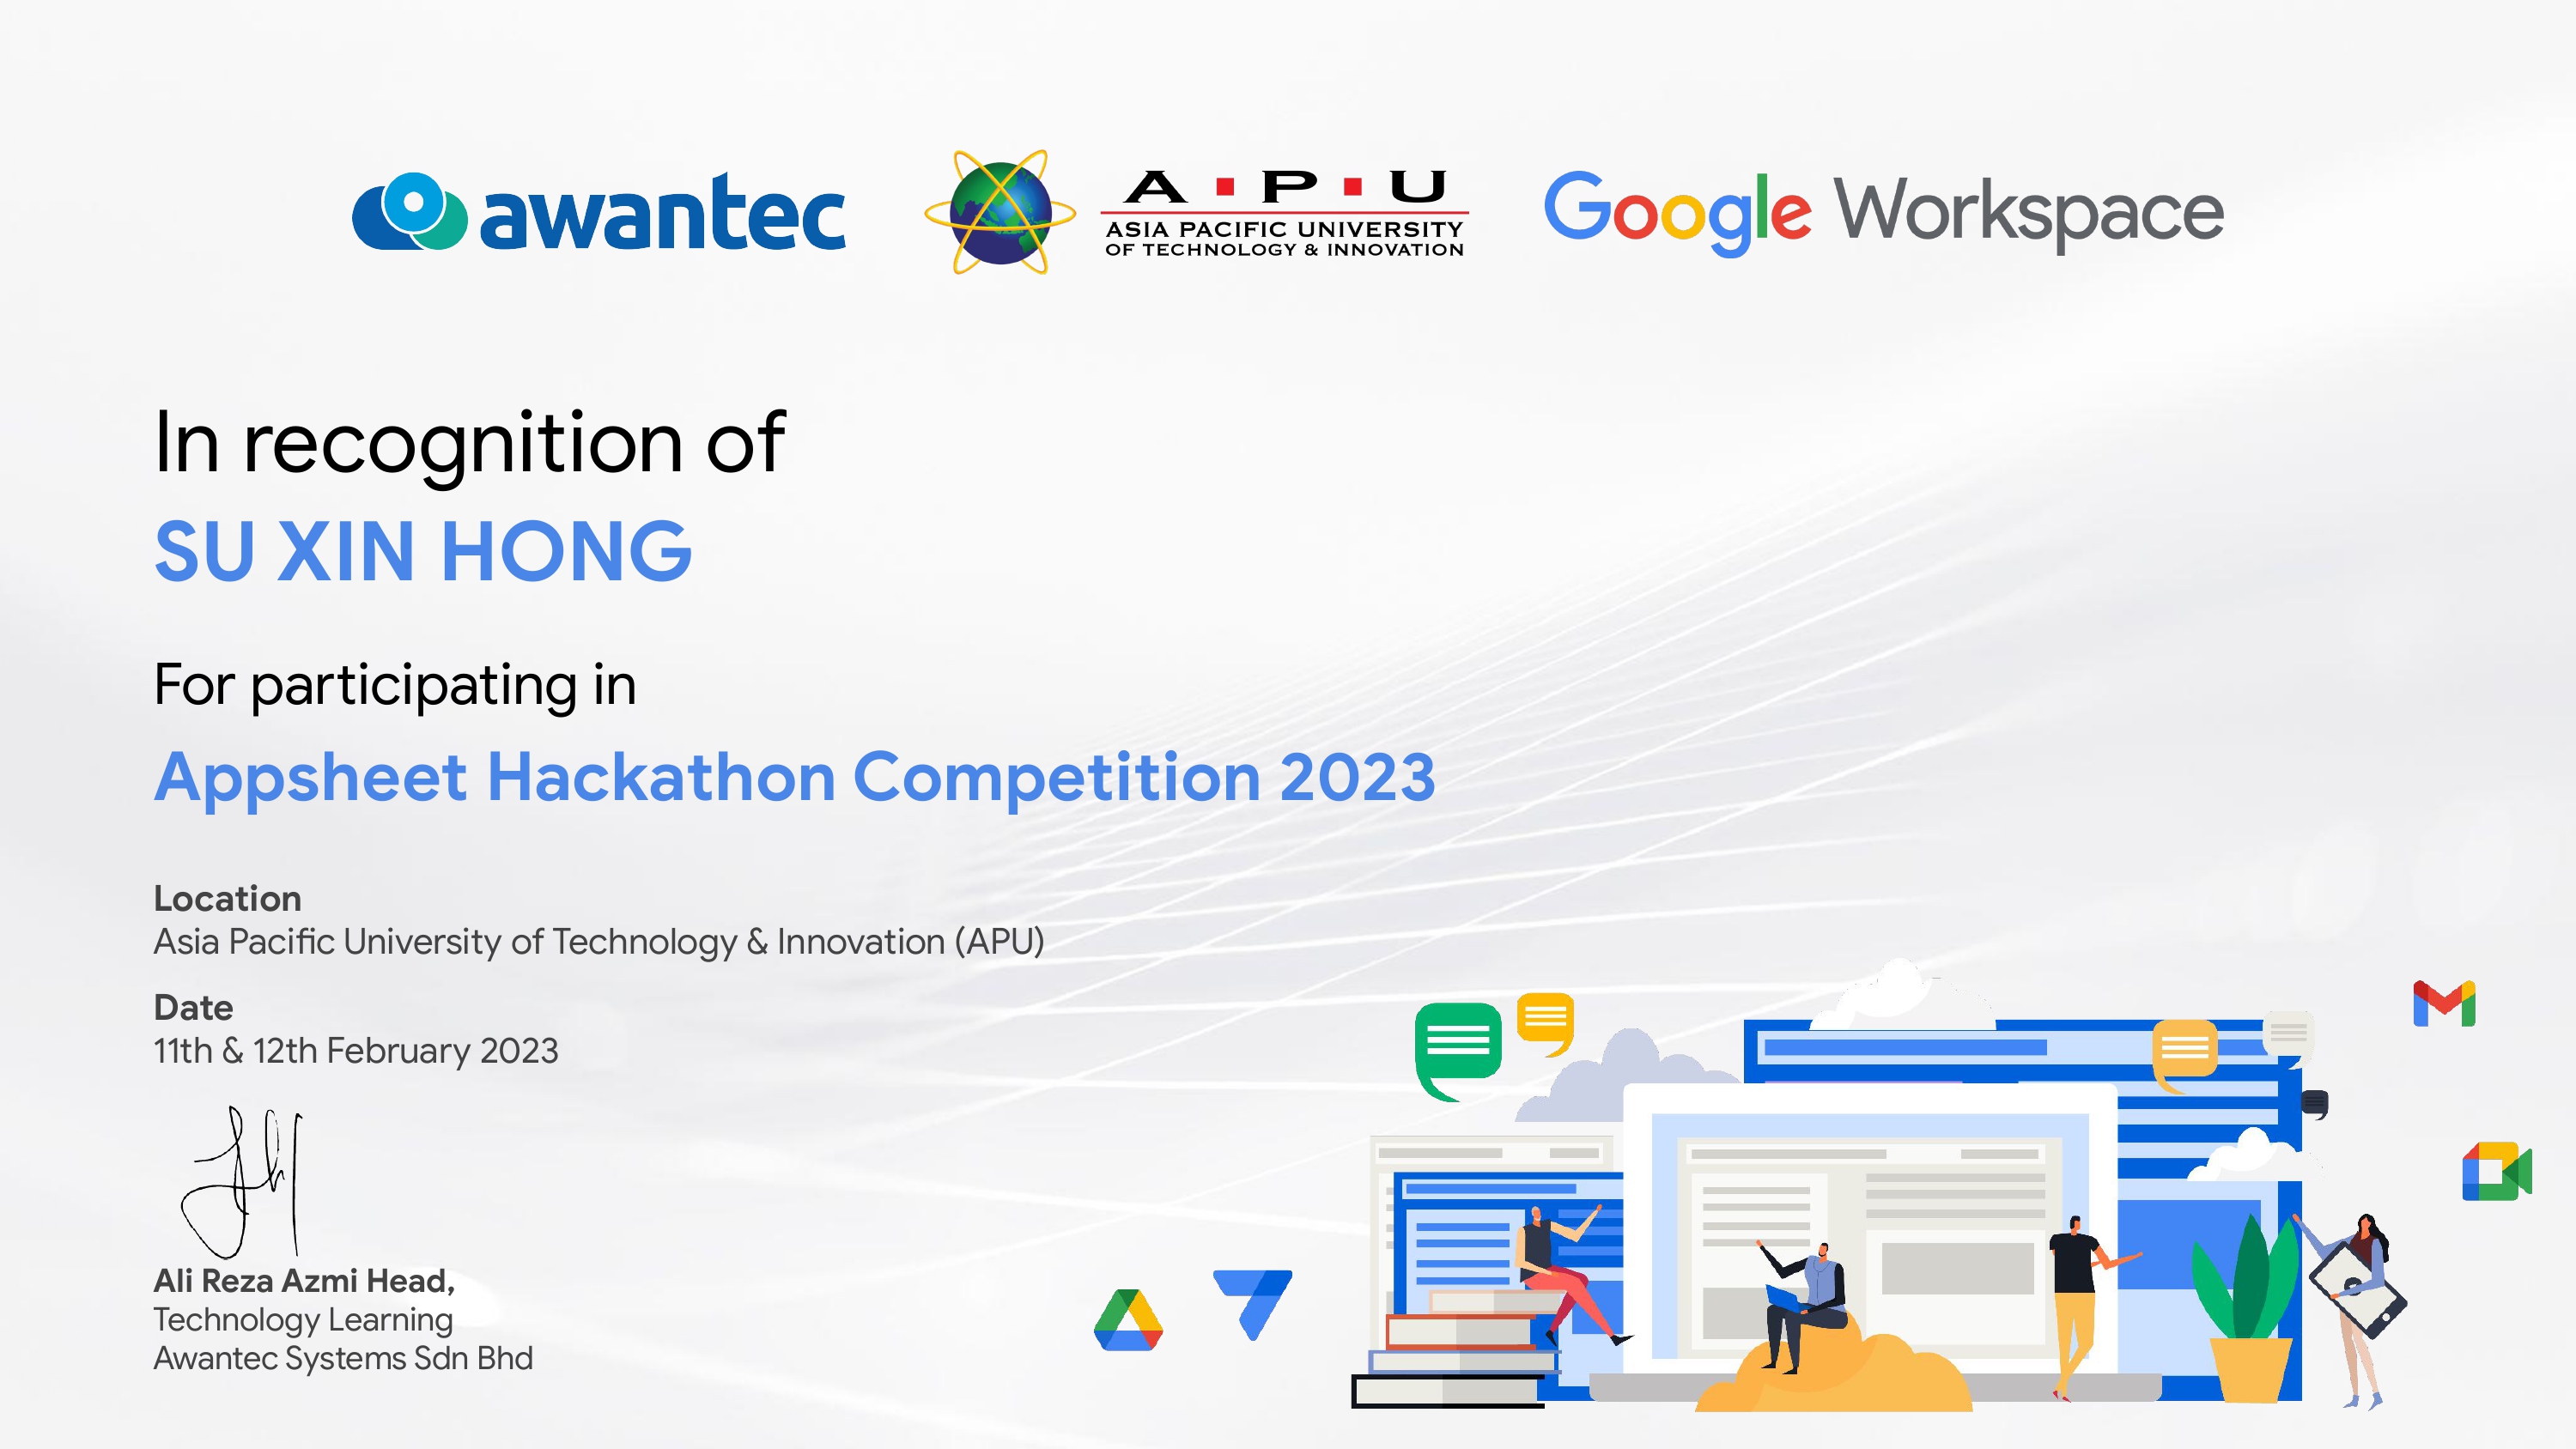 awantec
A · P · U
ASIA PACIFIC UNIVERSITY
OF TECHNOLOGY & INNOVATION
Google Workspace
In recognition of
SU XIN HONG
For participating in
Appsheet Hackathon Competition 2023
Location
Asia Pacific University of Technology & Innovation (APU)
Date
11th & 12th February 2023
Ali Reza Azmi Head,
Technology Learning
Awantec Systems Sdn Bhd